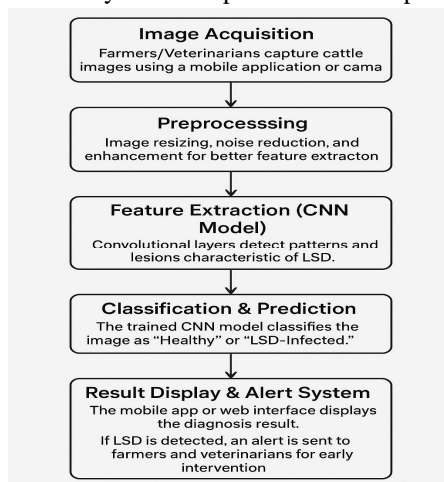 Image Acquisition
Farmers/Veterinarians capture cattle
images using a mobile application or cama
Preprocesssing
Image resizing, noise reduction, and
enhancement for better feature extracton
Feature Extraction (CNN
Model)
Convolutional layers detect patterns and
lesions characteristic of LSD.
Classification & Prediction
The trained CNN model classifies the
image as “Healthy” or “LSD-Infected.”
Result Display & Alert System
The mobile app or web interface displays
the diagnosis result.
If LSD is detected, an alert is sent to
farmers and veterinarians for early
intervention